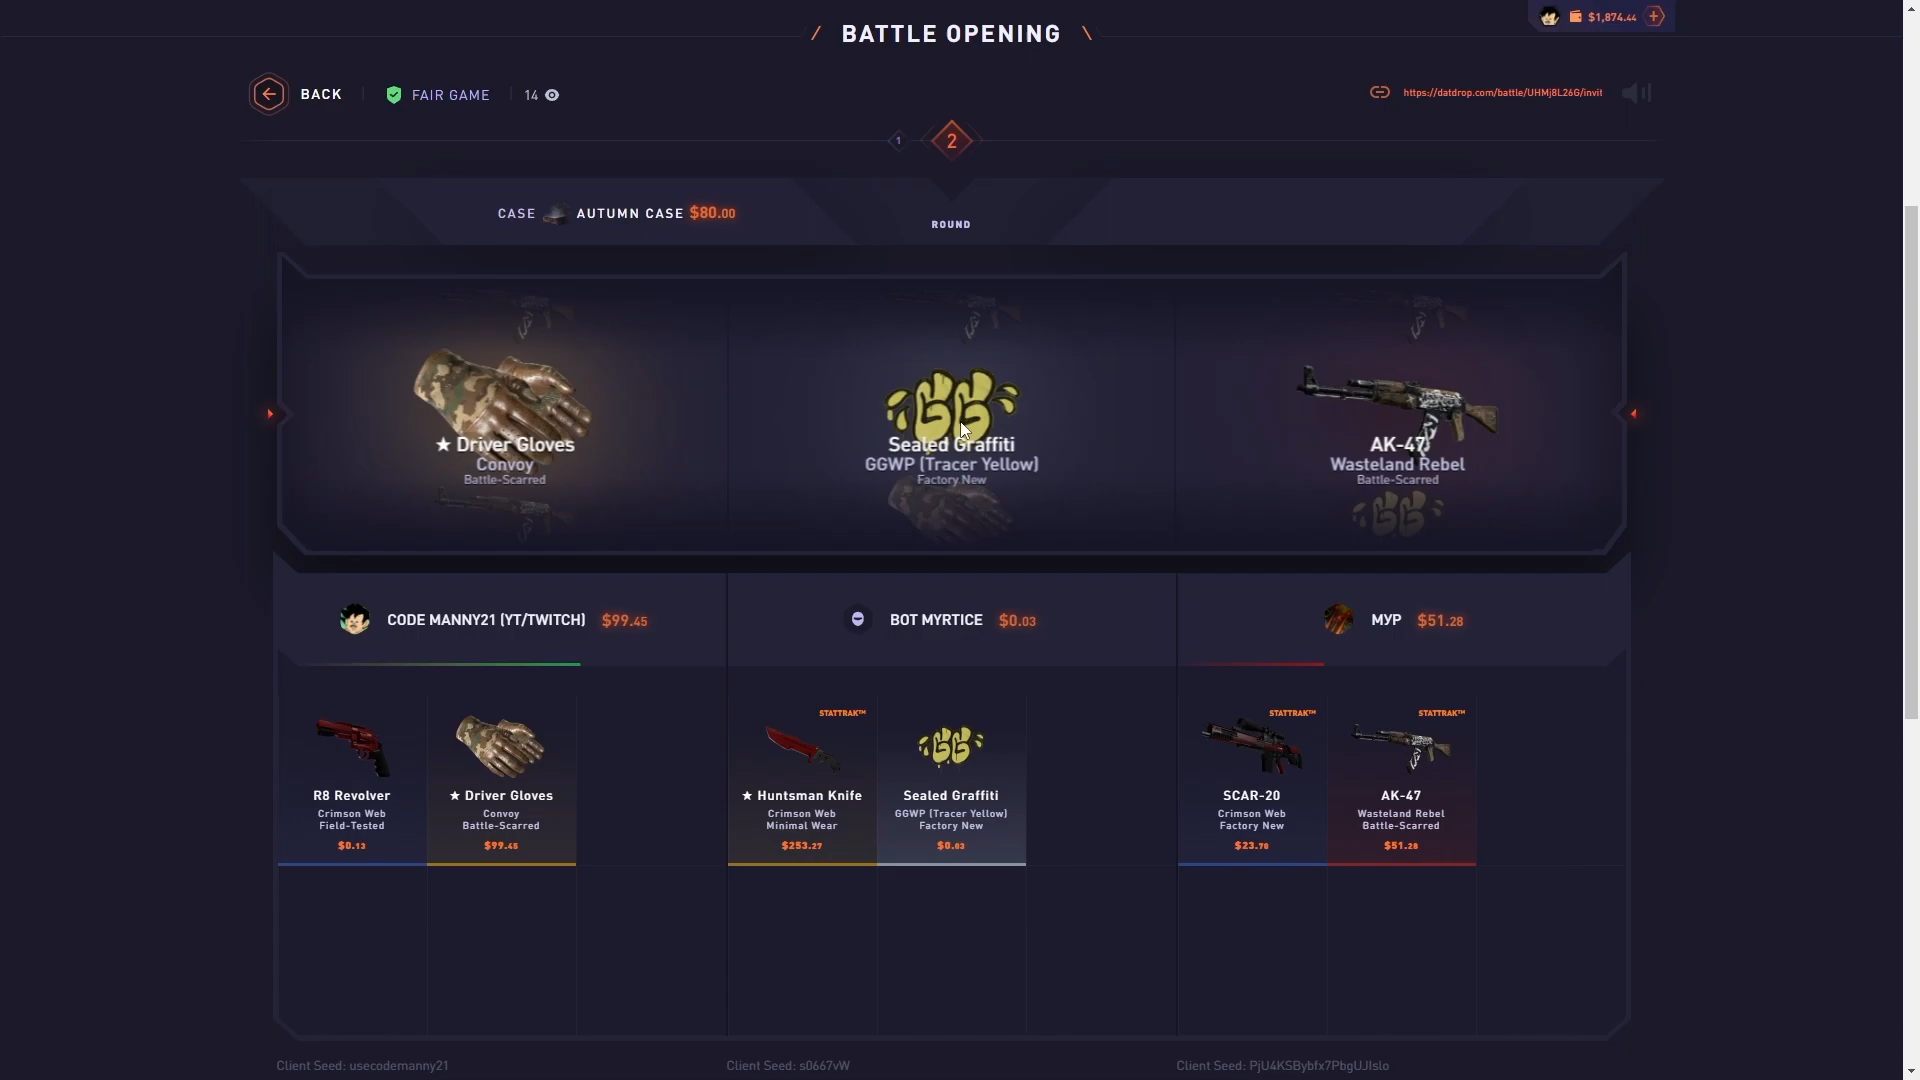 BATTLE OPENING
$1,874.44
BACK
FAIR GAME
14
https://datdrop.com/battle/UHMj8L26G/invit
1
2
CASE AUTUMN CASE $80.00
ROUND
★ Driver Gloves
Convoy
Battle-Scarred
Sealed Graffiti
GGWP (Tracer Yellow)
Factory New
AK-47
Wasteland Rebel
Battle-Scarred
CODE MANNY21 (YT/TWITCH) $99.45
BOT MYRTICE $0.03
МУР $51.28
R8 Revolver
Crimson Web
Field-Tested
$0.13
★ Driver Gloves
Convoy
Battle-Scarred
$99.45
STATTRAK™
★ Huntsman Knife
Crimson Web
Minimal Wear
$253.27
Sealed Graffiti
GGWP (Tracer Yellow)
Factory New
$0.03
STATTRAK™
SCAR-20
Crimson Web
Factory New
$23.70
STATTRAK™
AK-47
Wasteland Rebel
Battle-Scarred
$51.28
Client Seed: usecodemanny21
Client Seed: s0667vW
Client Seed: PjU4KSBybfx7PbgUJIslo